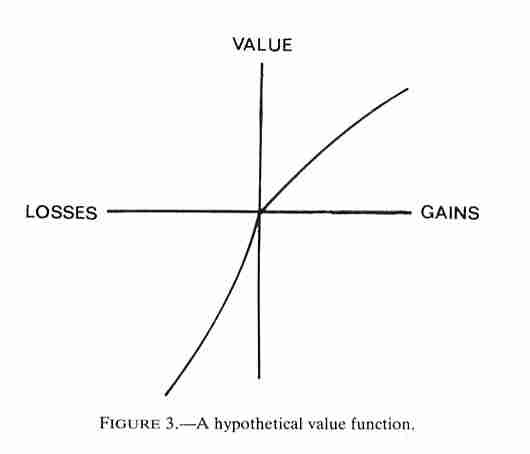 VALUE
LOSSES
GAINS
FIGURE 3.—A hypothetical value function.